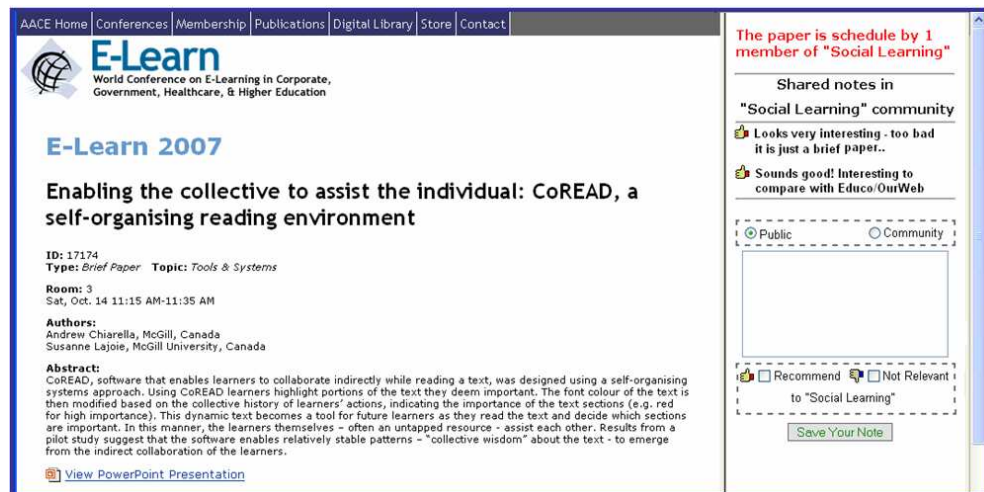 AACE Home Conferences Membership Publications Digital Library Store Contact
E-Learn
World Conference on E-Learning in Corporate,
Government, Healthcare, & Higher Education
E-Learn 2007
Enabling the collective to assist the individual: CoREAD, a
self-organising reading environment
ID: 17174
Type: Brief Paper Topic: Tools & Systems
Room: 3
Sat, Oct. 14 11:15 AM-11:35 AM
Authors:
Andrew Chiarella, McGill, Canada
Susanne Lajoie, McGill University, Canada
Abstract:
CoREAD, software that enables learners to collaborate indirectly while reading a text, was designed using a self-organising
systems approach. Using CoREAD learners highlight portions of the text they deem important. The font colour of the text is
then modified based on the collective history of learners' actions, indicating the importance of the text sections (e.g. red
for high importance). This dynamic text becomes a tool for future learners as they read the text and decide which sections
are important. In this manner, the learners themselves – often an untapped resource - assist each other. Results from a
pilot study suggest that the software enables relatively stable patterns – "collective wisdom" about the text - to emerge
from the indirect collaboration of the learners.
View PowerPoint Presentation
The paper is schedule by 1
member of "Social Learning"
Shared notes in
"Social Learning" community
Looks very interesting - too bad
it is just a brief paper..
Sounds good! Interesting to
compare with Educo/OurWeb
Public Community
Recommend Not Relevant
to "Social Learning"
Save Your Note